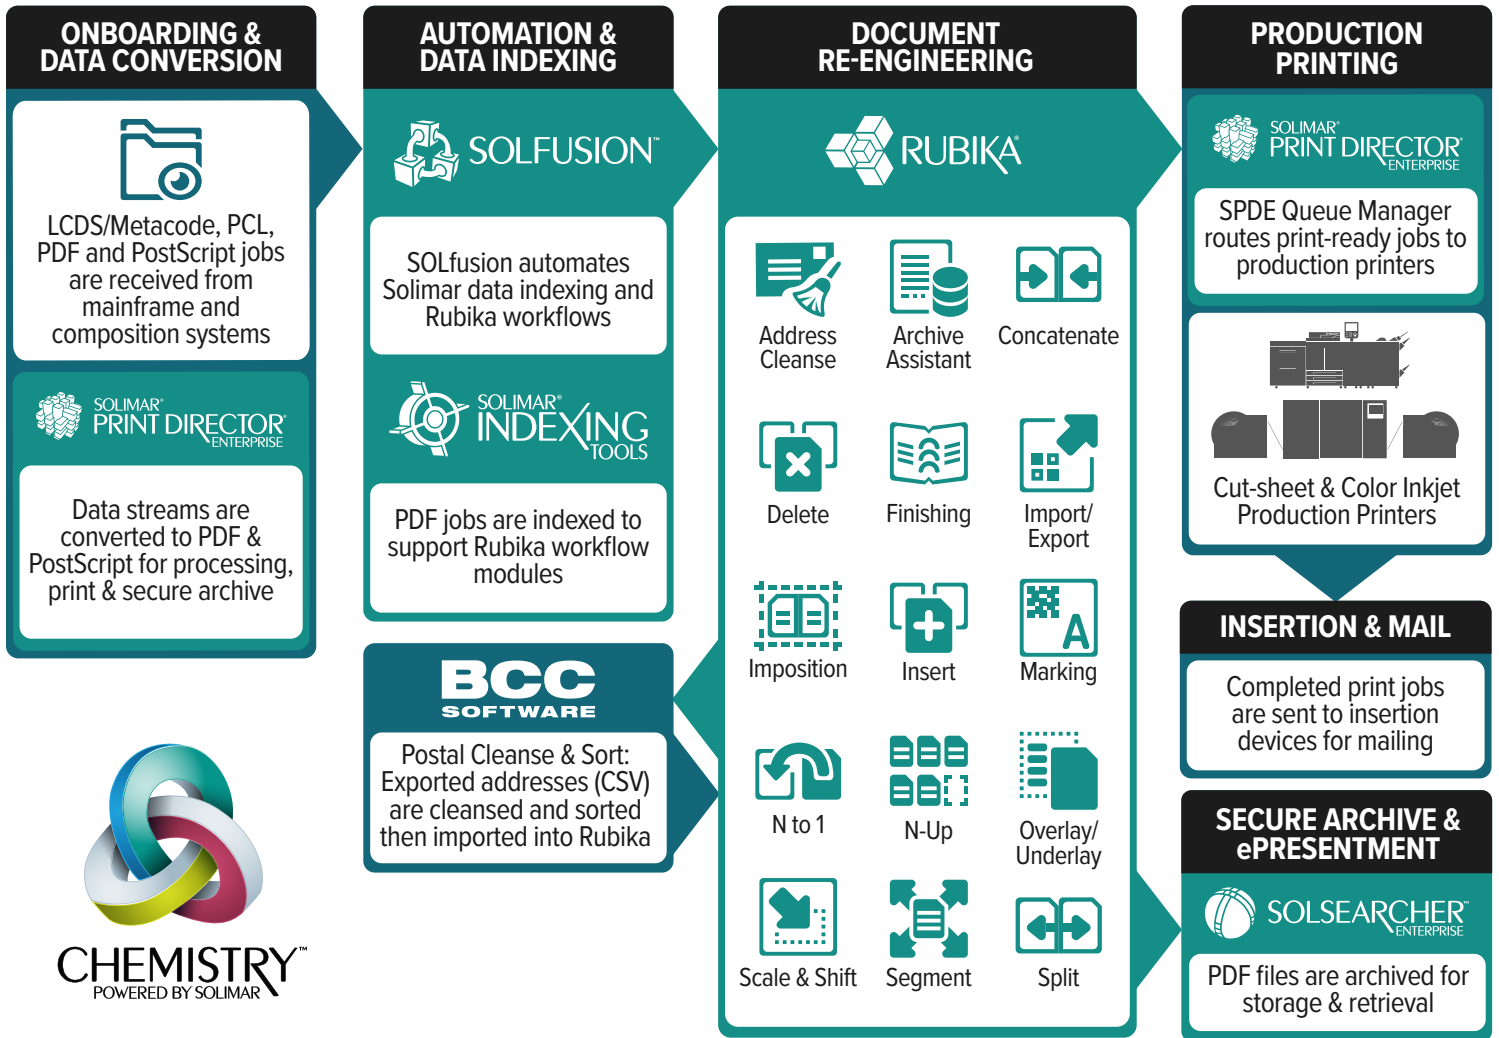 ONBOARDING &
DATA CONVERSION
LCDS/Metacode, PCL,
PDF and PostScript jobs
are received from
mainframe and
composition systems
SOLIMAR®
PRINT DIRECTOR®
ENTERPRISE
Data streams are
converted to PDF &
PostScript for processing,
print & secure archive
CHEMISTRY™
POWERED BY SOLIMAR
AUTOMATION &
DATA INDEXING
SOLFUSION™
SOLfusion automates
Solimar data indexing and
Rubika workflows
SOLIMAR®
INDEXING
TOOLS
PDF jobs are indexed to
support Rubika workflow
modules
BCC
SOFTWARE
Postal Cleanse & Sort:
Exported addresses (CSV)
are cleansed and sorted
then imported into Rubika
DOCUMENT
RE-ENGINEERING
RUBIKA®
Address
Cleanse
Archive
Assistant
Concatenate
Delete
Finishing
Import/
Export
Imposition
Insert
A
Marking
N to 1
N-Up
Overlay/
Underlay
Scale & Shift
Segment
Split
PRODUCTION
PRINTING
SOLIMAR®
PRINT DIRECTOR®
ENTERPRISE
SPDE Queue Manager
routes print-ready jobs to
production printers
Cut-sheet & Color Inkjet
Production Printers
INSERTION & MAIL
Completed print jobs
are sent to insertion
devices for mailing
SECURE ARCHIVE &
ePRESENTMENT
SOLSEARCHER™
ENTERPRISE
PDF files are archived for
storage & retrieval